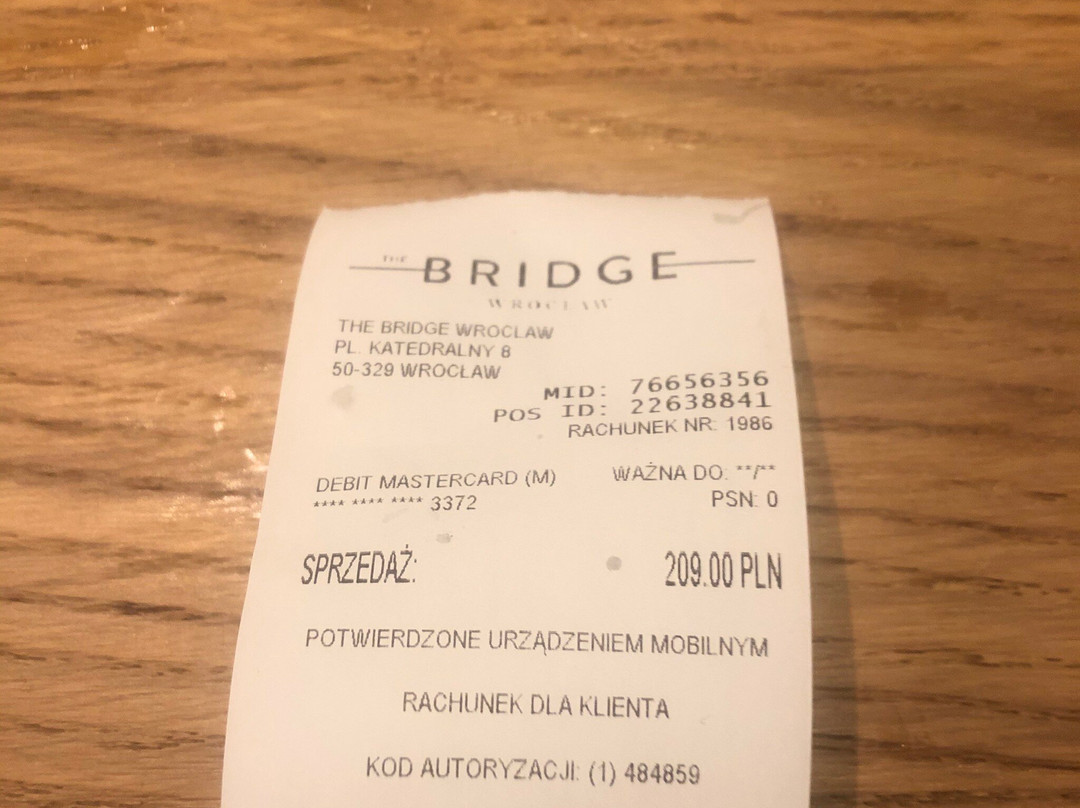 THE BRIDGE
WROCŁAW
THE BRIDGE WROCLAW
PL. KATEDRALNY 8
50-329 WROCŁAW
MID: 76656356
POS ID: 22638841
RACHUNEK NR: 1986
DEBIT MASTERCARD (M) WAŻNA DO: **/**
**** **** **** 3372 PSN: 0
SPRZEDAŻ: 209.00 PLN
POTWIERDZONE URZĄDZENIEM MOBILNYM
RACHUNEK DLA KLIENTA
KOD AUTORYZACJI: (1) 484859